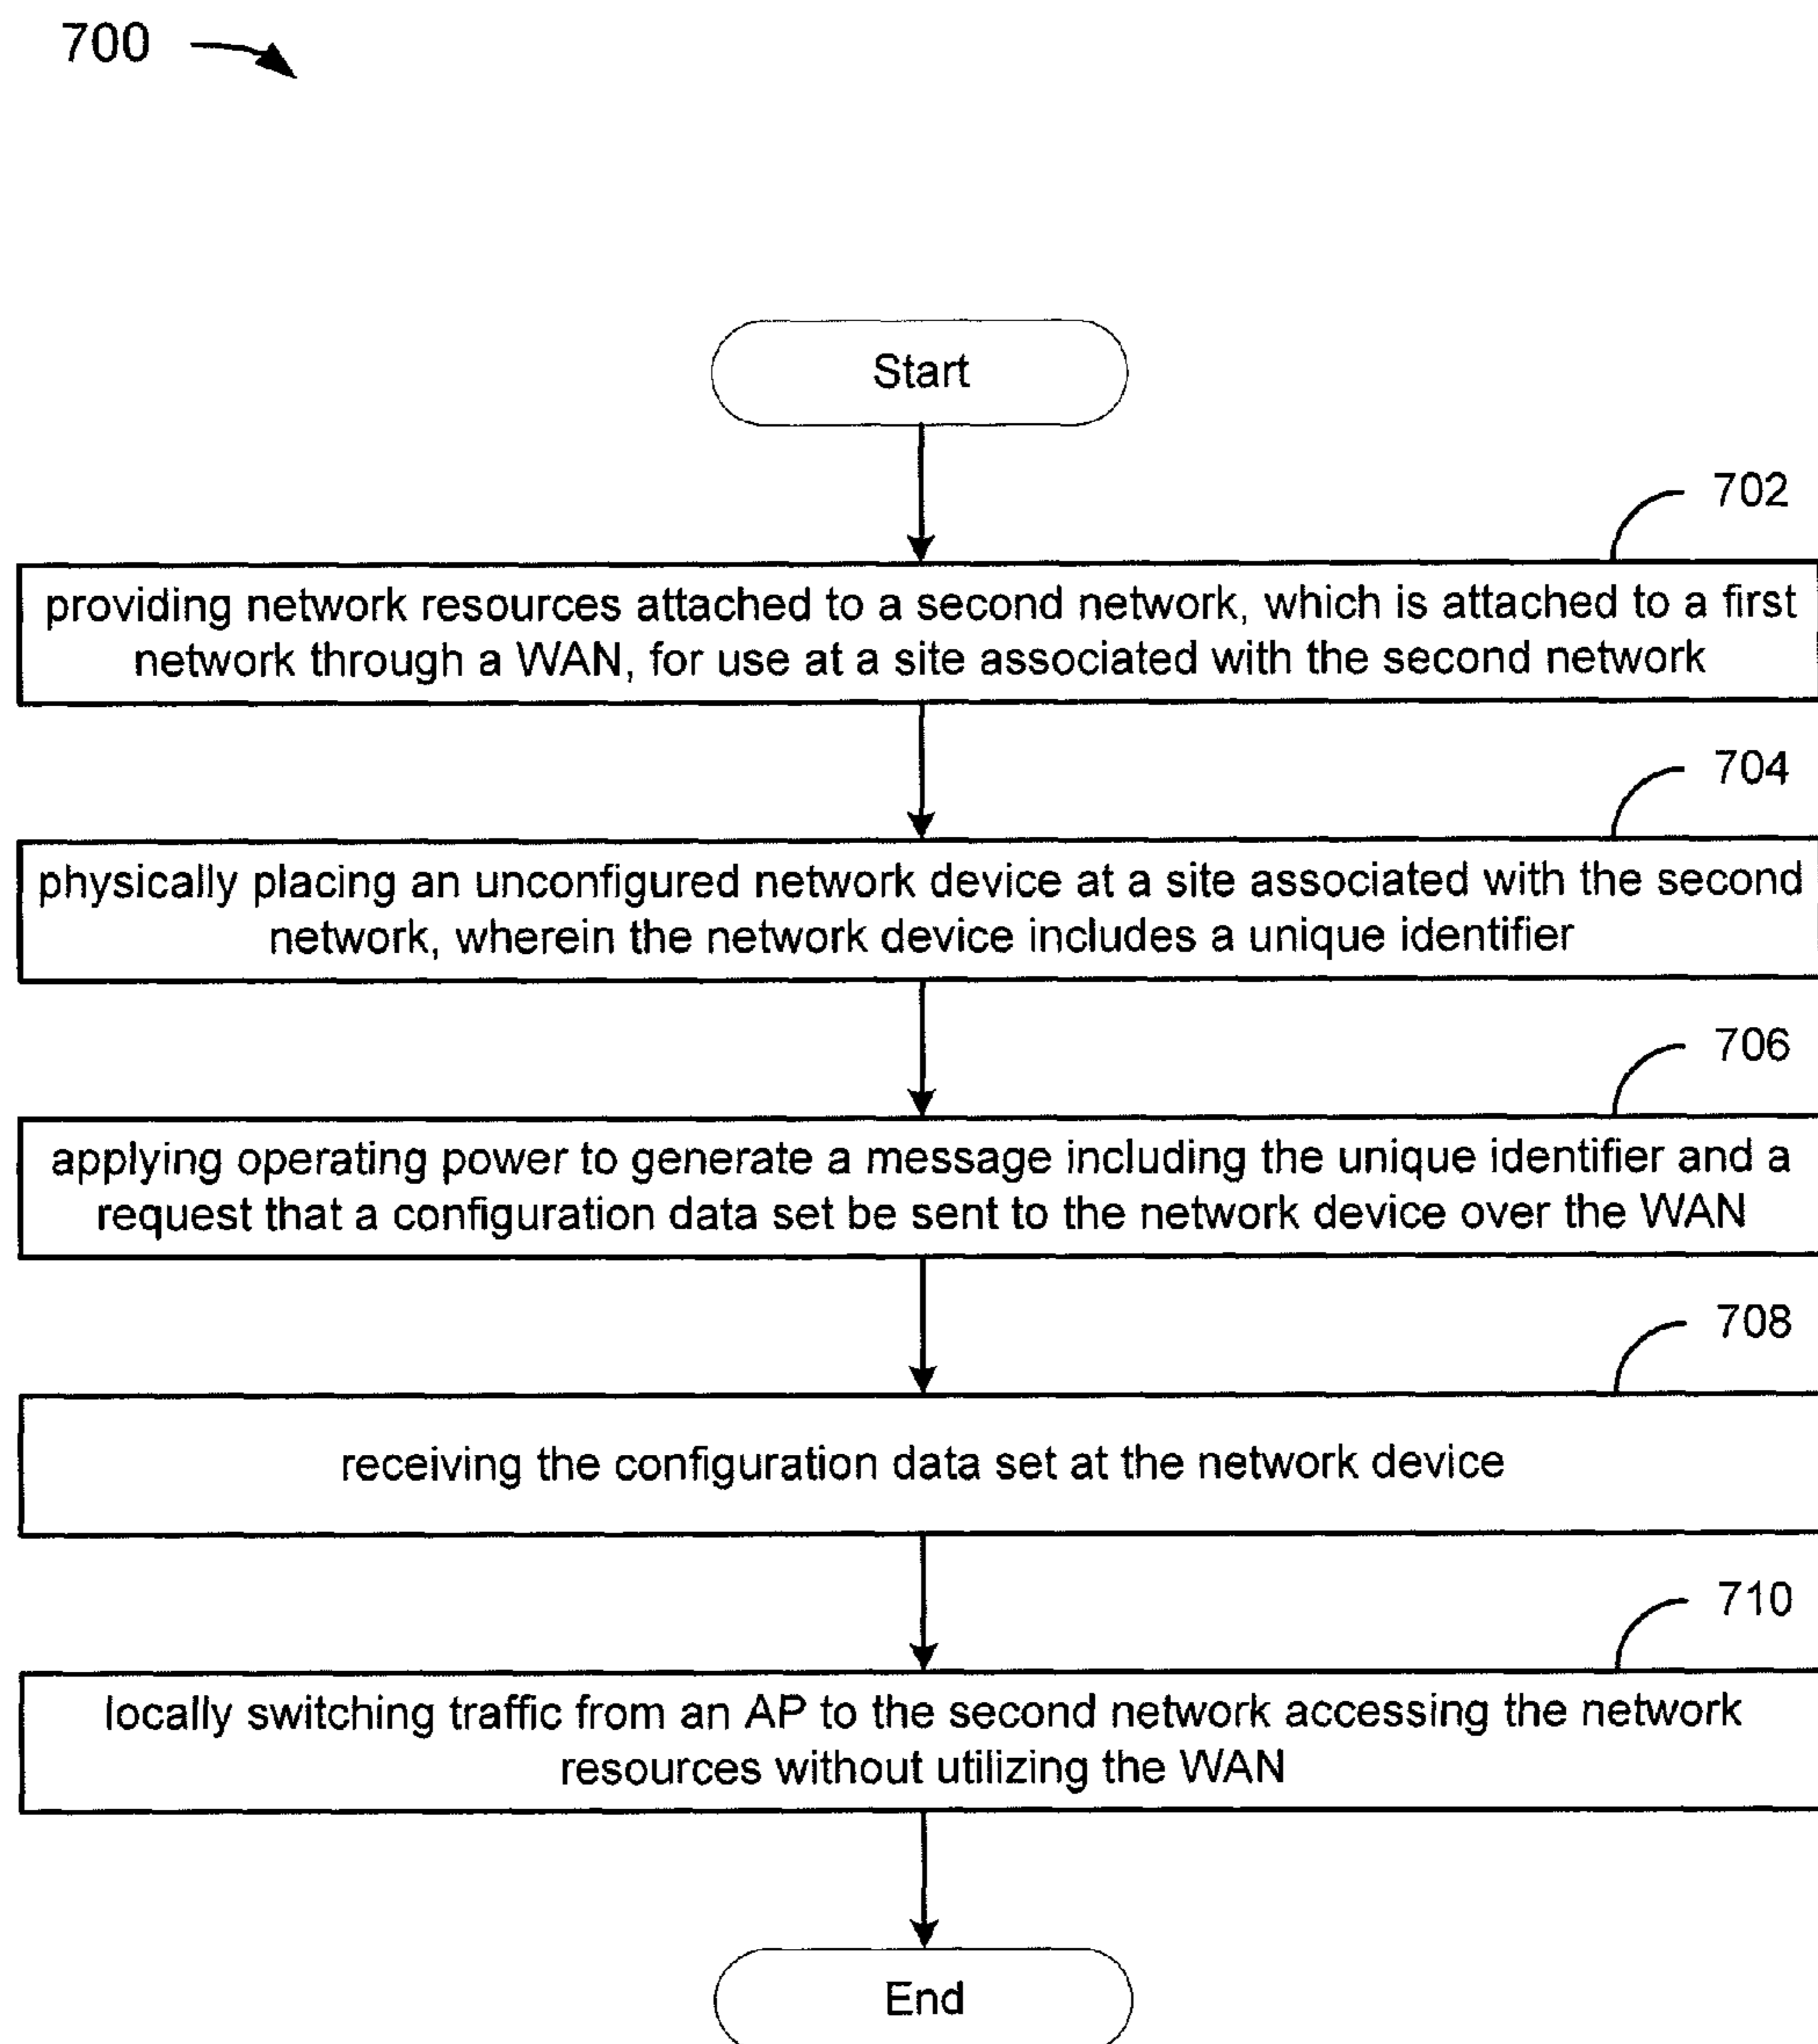 700
Start
702
providing network resources attached to a second network, which is attached to a first
network through a WAN, for use at a site associated with the second network
704
physically placing an unconfigured network device at a site associated with the second
network, wherein the network device includes a unique identifier
706
applying operating power to generate a message including the unique identifier and a
request that a configuration data set be sent to the network device over the WAN
708
receiving the configuration data set at the network device
710
locally switching traffic from an AP to the second network accessing the network
resources without utilizing the WAN
End